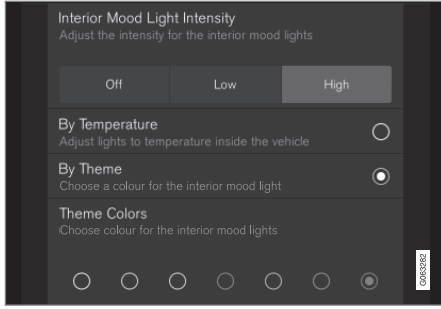 Interior Mood Light Intensity
Adjust the intensity for the interior mood lights
Off Low High
By Temperature
Adjust lights to temperature inside the vehicle
By Theme
Choose a colour for the interior mood light
Theme Colors
Choose colour for the interior mood lights
G063282